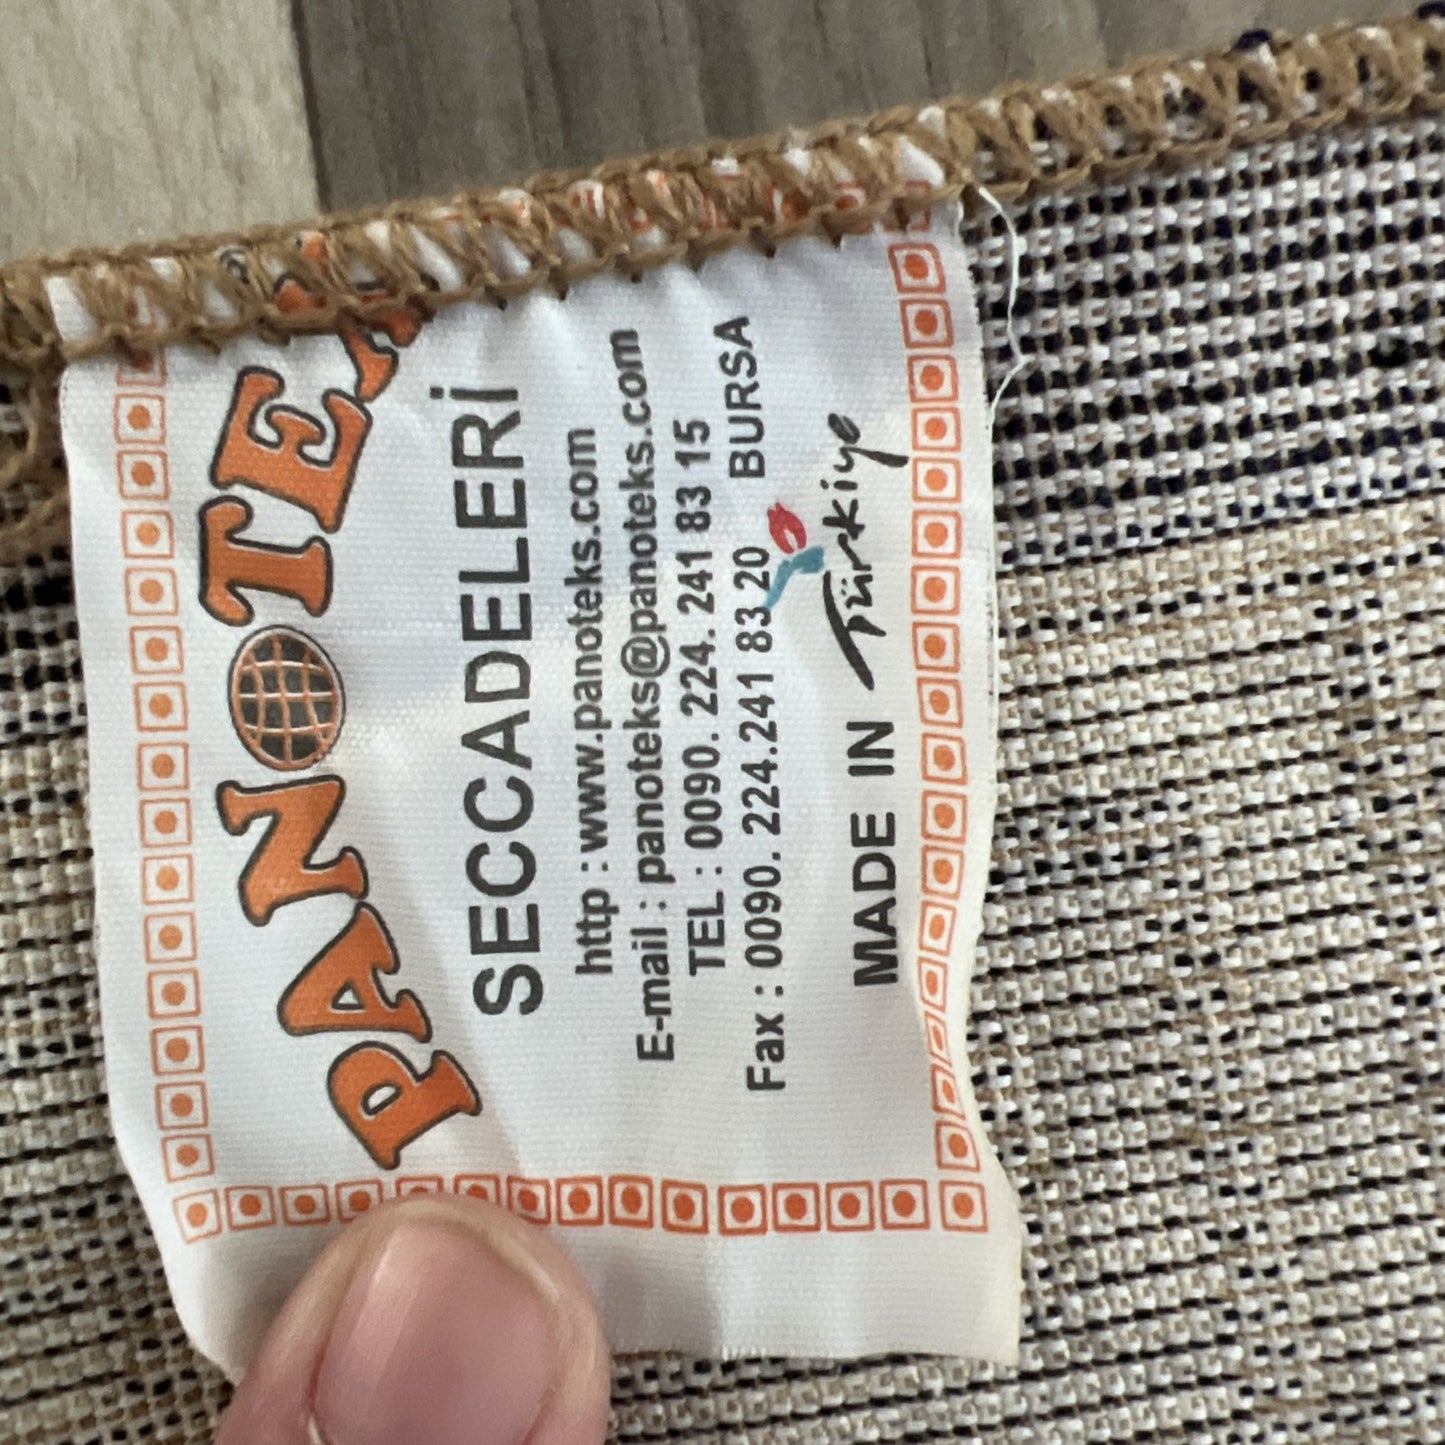 PANOTEK
SECCADELERİ
http : www.panoteks.com
E-mail : panoteks@panoteks.com
TEL : 0090. 224. 241 83 15
Fax : 0090. 224.241 83 20 BURSA
MADE IN Türkiye